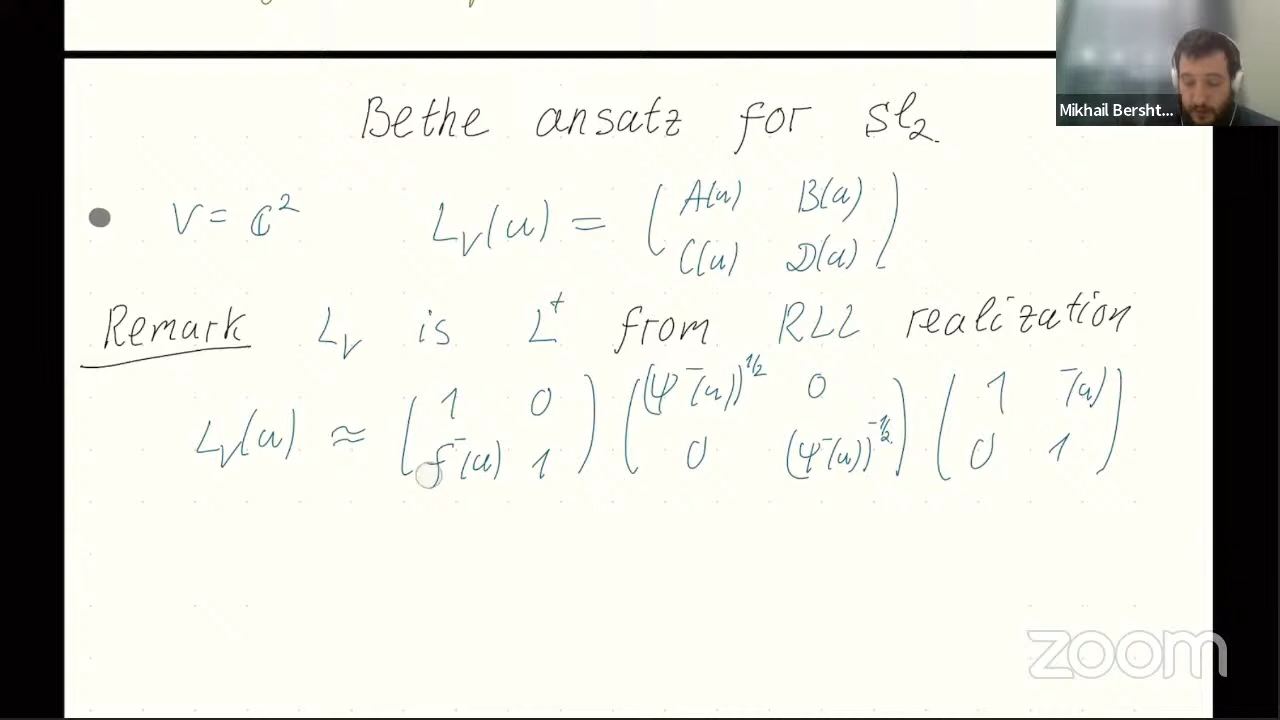 Bethe ansatz for sl₂
V = ℂ² L_V(u) = ( A(u) B(u) ; C(u) D(u) )
Remark L_V is L⁺ from RLL realization
L_V(u) ≈ ( 1 0 ; f⁻(u) 1 ) ( (ψ⁻(u))^{1/2} 0 ; 0 (ψ⁻(u))^{-1/2} ) ( 1 ⁻(u) ; 0 1 )
Mikhail Bersht...
zoom